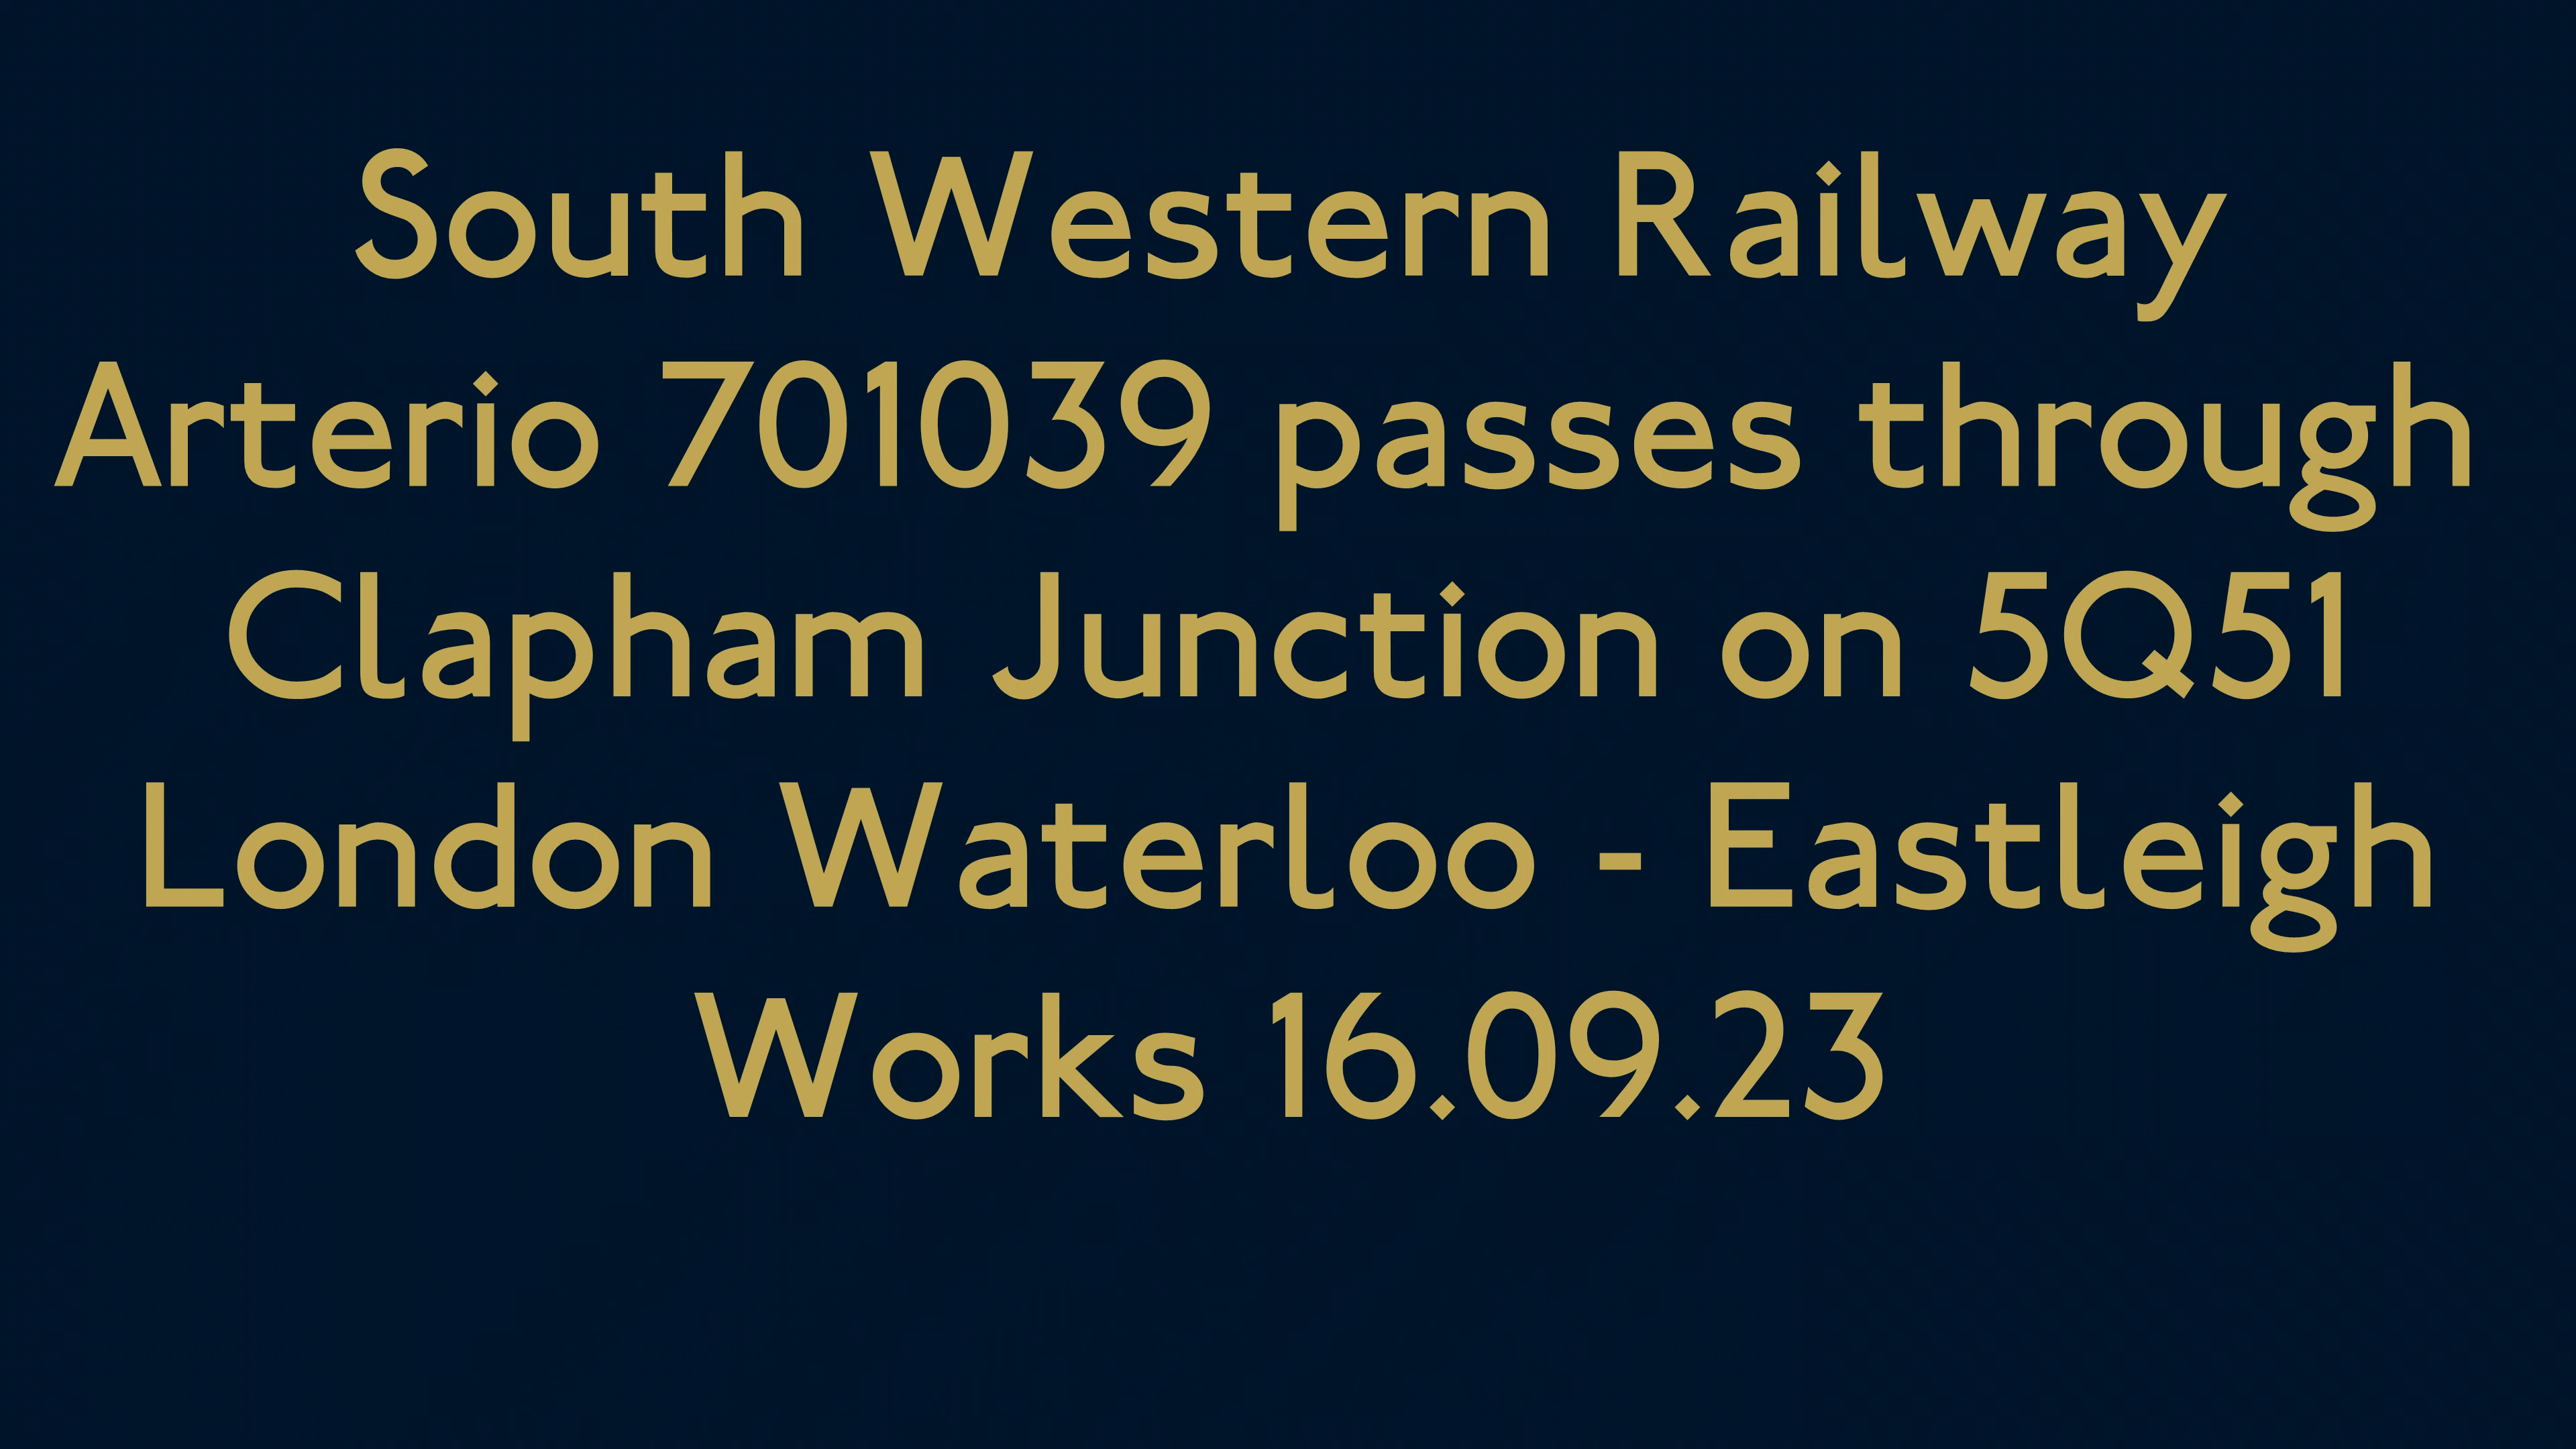 South Western Railway
Arterio 701039 passes through
Clapham Junction on 5Q51
London Waterloo - Eastleigh
Works 16.09.23